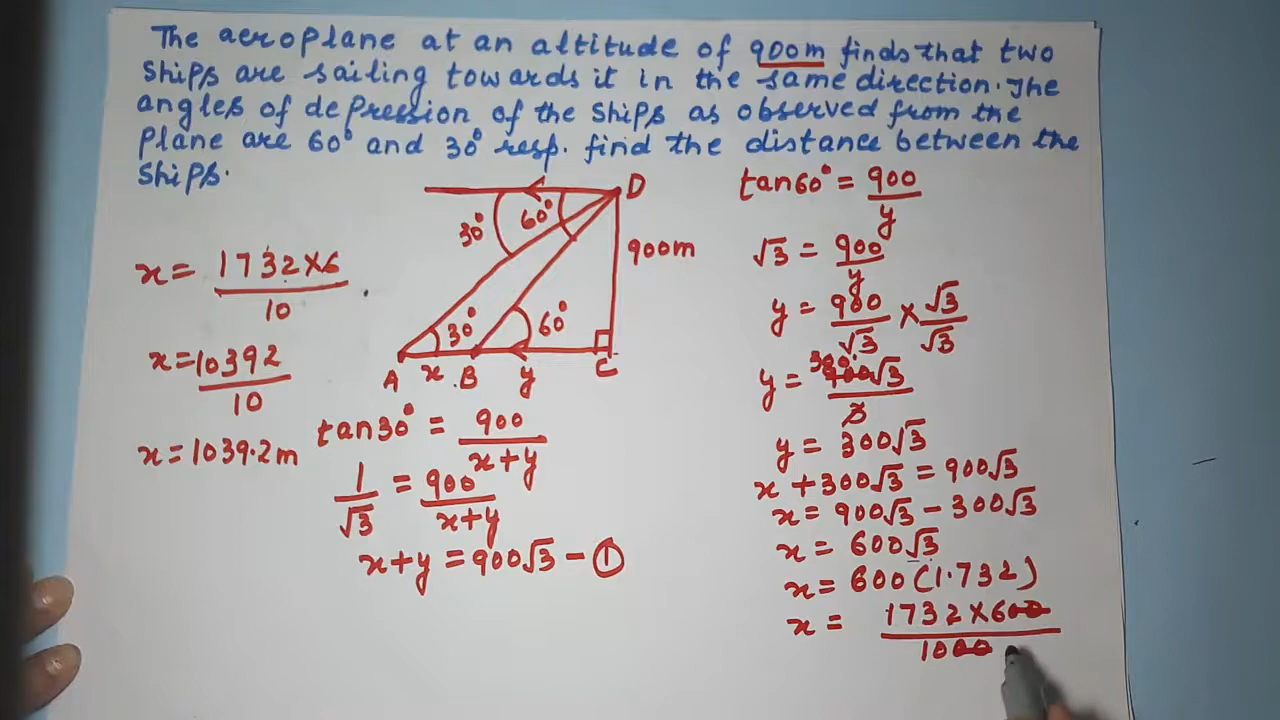 The aeroplane at an altitude of 900m finds that two
ships are sailing towards it in the same direction. The
angles of depression of the ships as observed from the
plane are 60° and 30° resp. find the distance between the
ships.
x = 1732×6
10
x = 10392
10
x = 1039.2m
D
30°
60°
900m
30°
60°
A x B y C
tan30° = 900
x+y
1 = 900
√3 x+y
x+y = 900√3 – ①
tan60° = 900
y
√3 = 900
y
y = 900 × √3
√3 √3
300
y = 900√3
3
y = 300√3
x + 300√3 = 900√3
x = 900√3 – 300√3
x = 600√3
x = 600(1.732)
x = 1732×600
1000